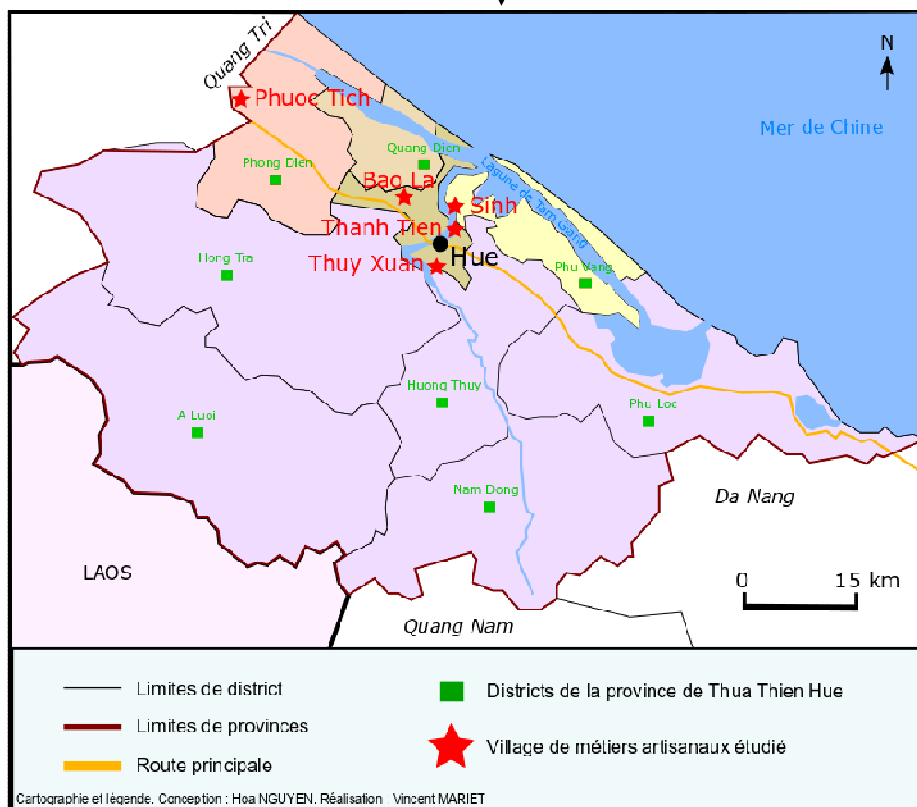 Quang Tri
N
Phuoc Tich
Mer de Chine
Quang Dien
Phong Dien
Lagune de Tam Giang
Bao La
Sinh
Thanh Tien
Hue
Thuy Xuan
Hong Tra
Phu Vang
Huong Thuy
A Luoi
Phu Loc
Nam Dong
Da Nang
LAOS
0 15 km
Quang Nam
Limites de district
Districts de la province de Thua Thien Hue
Limites de provinces
Village de métiers artisanaux étudié
Route principale
Cartographie et légende. Conception : Hoa NGUYEN. Réalisation : Vincent MARIET